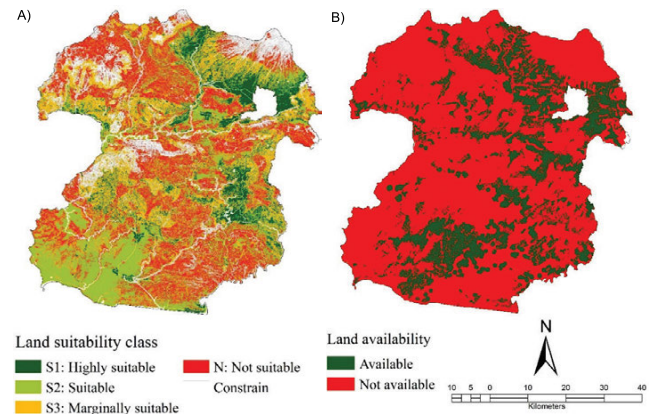 A)
B)
Land suitability class
S1: Highly suitable
S2: Suitable
S3: Marginally suitable
N: Not suitable
Constrain
Land availability
Available
Not available
N
10 5 0 10 20 30 40
Kilometers